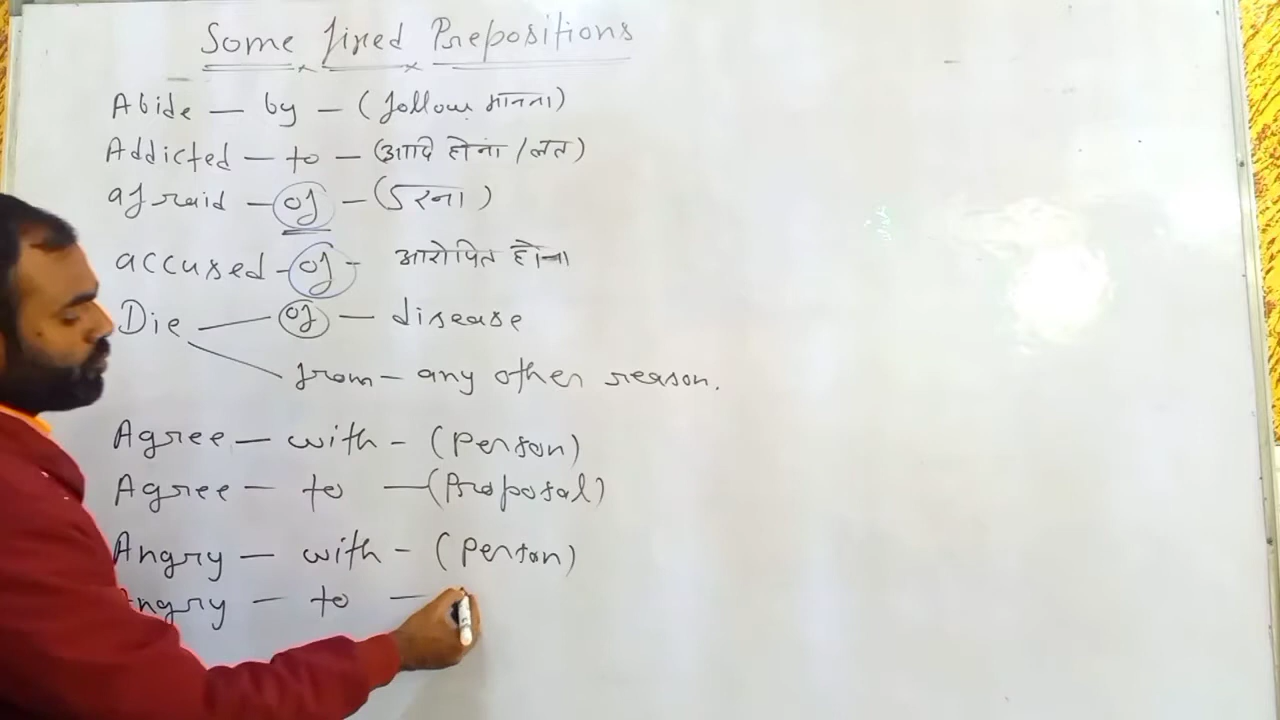 Some fixed Prepositions
Abide — by — (follow मानना)
Addicted — to — (आदि होना / लत)
afraid — of — (डरना)
accused - of - आरोपित होना
Die — of — disease
from — any other reason.
Agree — with - (person)
Agree — to — (Proposal)
Angry — with - (person)
Angry — to —